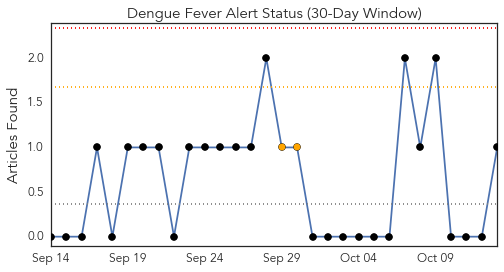 Dengue Fever Alert Status (30-Day Window)
Articles Found
2.0
1.5
1.0
0.5
0.0
Sep 14 Sep 19 Sep 24 Sep 29 Oct 04 Oct 09